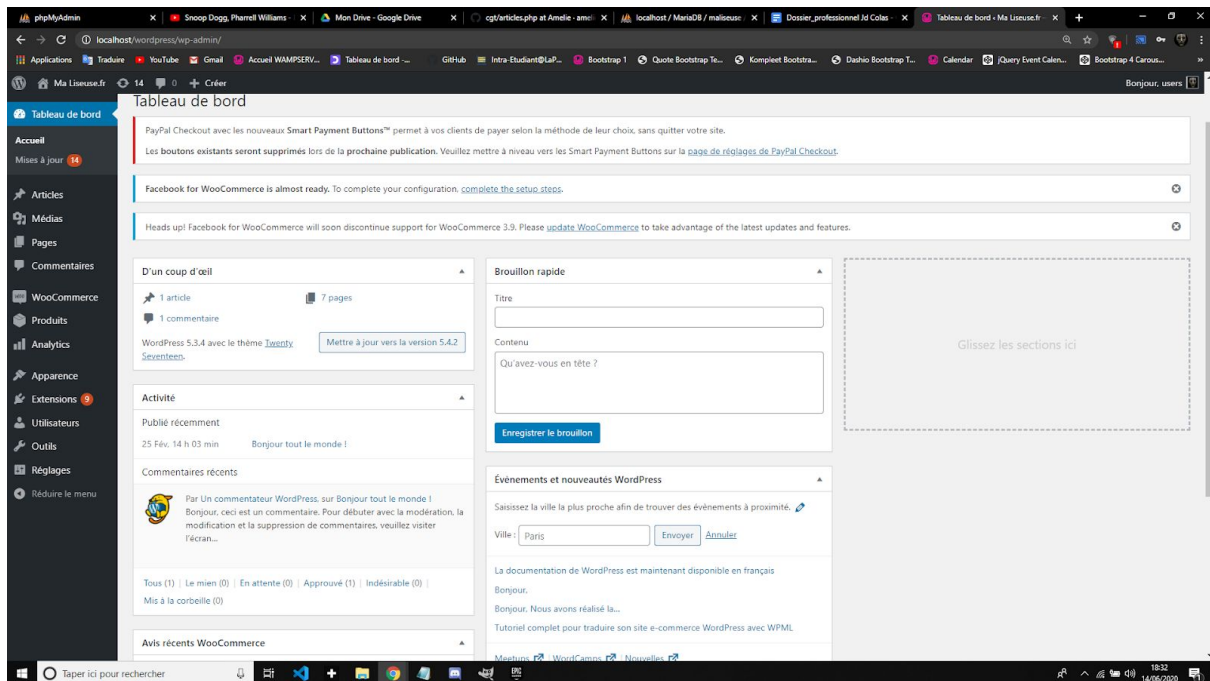 phpMyAdmin
Snoop Dogg, Pharrell Williams -
Mon Drive - Google Drive
cgt/articles.php at Amelie · ameli
localhost / MariaDB / maliseuse
Dossier_professionnel Jd Colas -
Tableau de bord ‹ Ma Liseuse.fr
localhost/wordpress/wp-admin/
Applications Traduire YouTube Gmail Accueil WAMPSERV... Tableau de bord -... GitHub Intra-Etudiant@LaP... Bootstrap 1 Quote Bootstrap Te... Kompleet Bootstra... Dashio Bootstrap T... Calendar jQuery Event Calen... Bootstrap 4 Carous... »
Ma Liseuse.fr 14 0 + Créer Bonjour, users
Tableau de bord
Accueil
Mises à jour 14
Articles
Médias
Pages
Commentaires
WooCommerce
Produits
Analytics
Apparence
Extensions 9
Utilisateurs
Outils
Réglages
Réduire le menu
Tableau de bord
PayPal Checkout avec les nouveaux Smart Payment Buttons™ permet à vos clients de payer selon la méthode de leur choix, sans quitter votre site.
Les boutons existants seront supprimés lors de la prochaine publication. Veuillez mettre à niveau vers les Smart Payment Buttons sur la page de réglages de PayPal Checkout.
Facebook for WooCommerce is almost ready. To complete your configuration, complete the setup steps.
Heads up! Facebook for WooCommerce will soon discontinue support for WooCommerce 3.9. Please update WooCommerce to take advantage of the latest updates and features.
D'un coup d'œil
1 article 7 pages
1 commentaire
WordPress 5.3.4 avec le thème Twenty
Seventeen.
Mettre à jour vers la version 5.4.2
Activité
Publié récemment
25 Fév, 14 h 03 min Bonjour tout le monde !
Commentaires récents
Par Un commentateur WordPress, sur Bonjour tout le monde !
Bonjour, ceci est un commentaire. Pour débuter avec la modération, la
modification et la suppression de commentaires, veuillez visiter
l'écran...
Tous (1) | Le mien (0) | En attente (0) | Approuvé (1) | Indésirable (0) |
Mis à la corbeille (0)
Avis récents WooCommerce
Brouillon rapide
Titre
Contenu
Qu'avez-vous en tête ?
Enregistrer le brouillon
Évènements et nouveautés WordPress
Saisissez la ville la plus proche afin de trouver des évènements à proximité.
Ville : Paris Envoyer Annuler
La documentation de WordPress est maintenant disponible en français
Bonjour.
Bonjour. Nous avons réalisé la...
Tutoriel complet pour traduire son site e-commerce WordPress avec WPML
Meetups | WordCamps | Nouvelles
Glissez les sections ici
Taper ici pour rechercher
18:32
14/06/2020